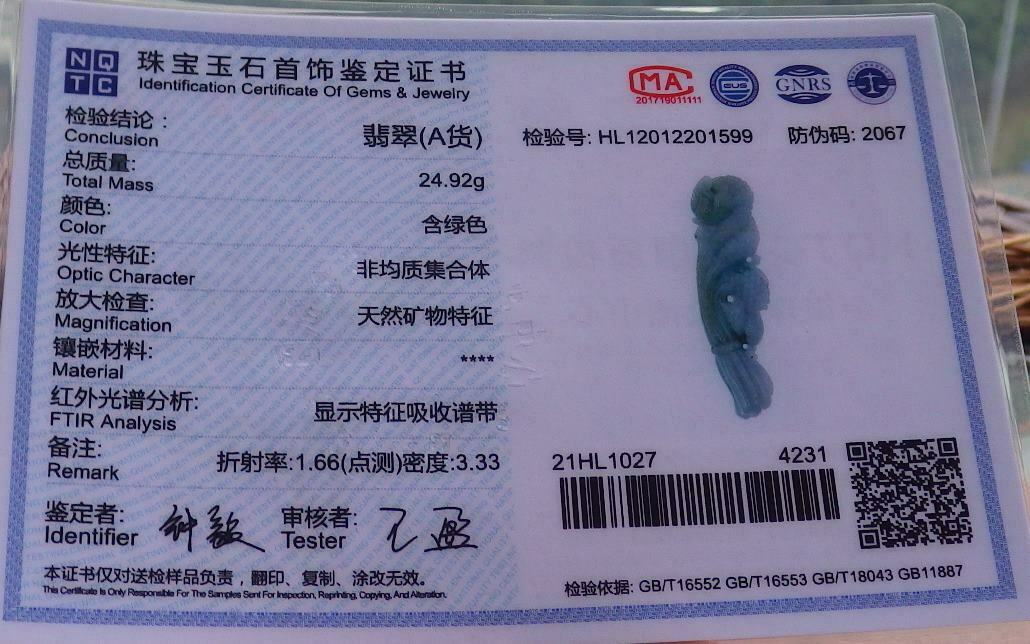 NQ
TC
珠宝玉石首饰鉴定证书
Identification Certificate Of Gems & Jewelry
MA
201719011111
GNRS
检验结论：
Conclusion
翡翠(A货)
检验号: HL12012201599 防伪码: 2067
总质量:
Total Mass
24.92g
颜色:
Color
含绿色
光性特征:
Optic Character
非均质集合体
放大检查:
Magnification
天然矿物特征
镶嵌材料:
Material
****
红外光谱分析:
FTIR Analysis
显示特征吸收谱带
备注:
Remark
折射率:1.66(点测)密度:3.33
21HL1027 4231
鉴定者:
Identifier
审核者:
Tester
王盈
本证书仅对送检样品负责，翻印、复制、涂改无效。
This Certificate Is Only Responsible For The Samples Sent For Inspection, Reprinting, Copying, And Alteration.
检验依据: GB/T16552 GB/T16553 GB/T18043 GB11887